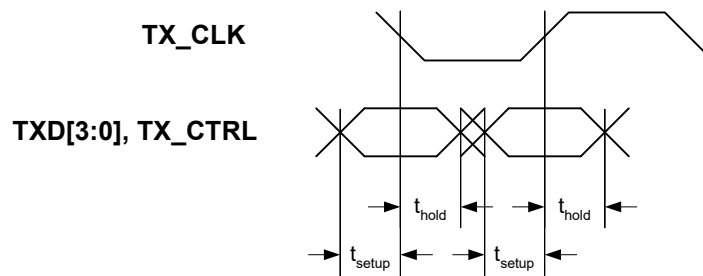 TX_CLK
TXD[3:0], TX_CTRL
t_hold t_hold
t_setup t_setup